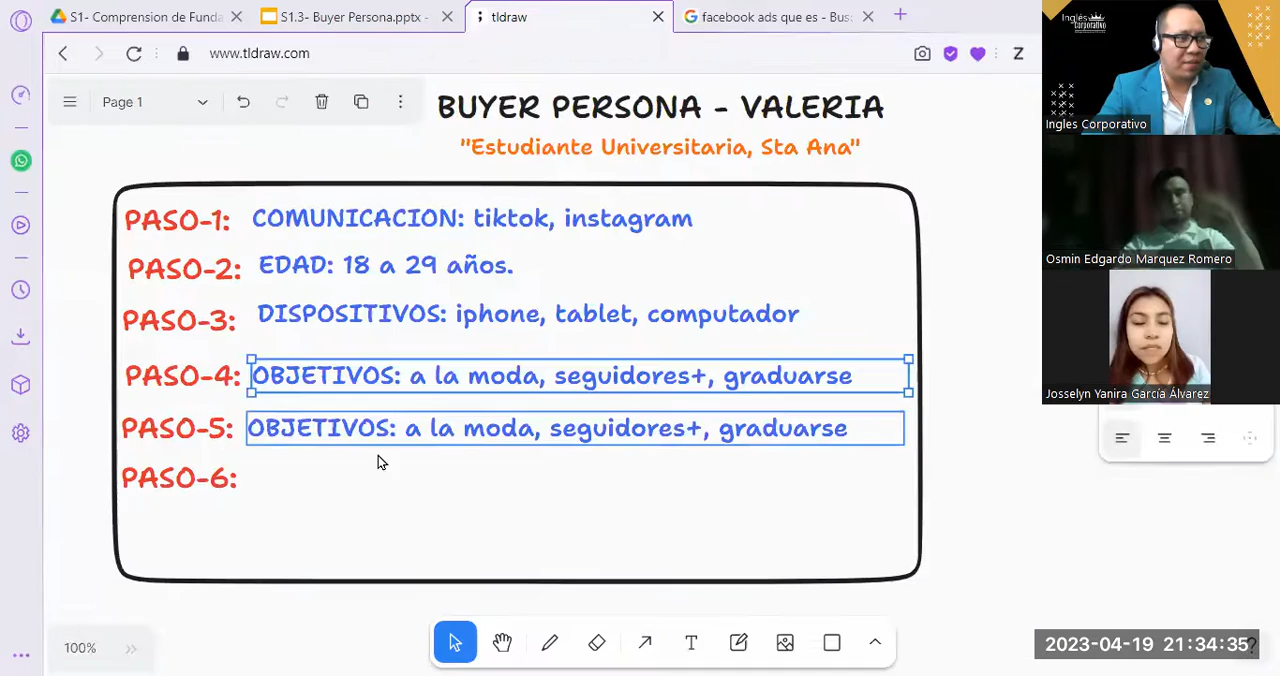 S1- Comprension de Funda
S1.3- Buyer Persona.pptx -
tldraw
facebook ads que es - Bus
www.tldraw.com
Z
Page 1
BUYER PERSONA - VALERIA
"Estudiante Universitaria, Sta Ana"
PASO-1: COMUNICACION: tiktok, instagram
PASO-2: EDAD: 18 a 29 años.
PASO-3: DISPOSITIVOS: iphone, tablet, computador
PASO-4: OBJETIVOS: a la moda, seguidores+, graduarse
PASO-5: OBJETIVOS: a la moda, seguidores+, graduarse
PASO-6:
100%
Inglés
Corporativo
Ingles Corporativo
Osmin Edgardo Marquez Romero
Josselyn Yanira García Álvarez
2023-04-19 21:34:35